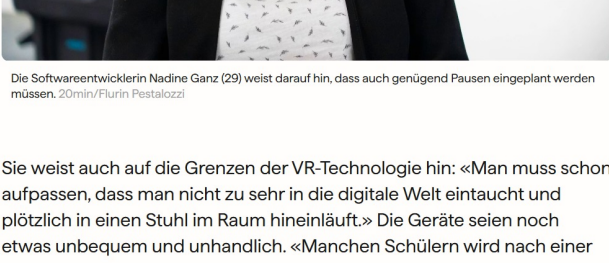 Die Softwareentwicklerin Nadine Ganz (29) weist darauf hin, dass auch genügend Pausen eingeplant werden
müssen. 20min/Flurin Pestalozzi
Sie weist auch auf die Grenzen der VR-Technologie hin: «Man muss schon
aufpassen, dass man nicht zu sehr in die digitale Welt eintaucht und
plötzlich in einen Stuhl im Raum hineinläuft.» Die Geräte seien noch
etwas unbequem und unhandlich. «Manchen Schülern wird nach einer